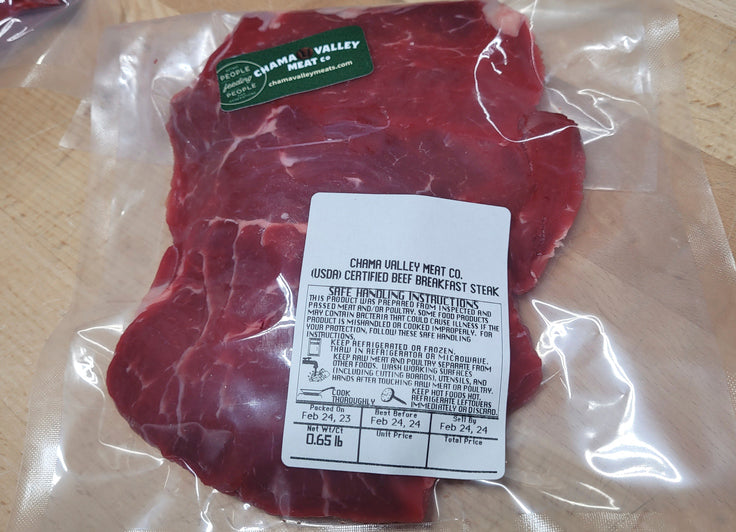 PEOPLE
feeding
PEOPLE
CHAMA VALLEY
MEAT CO
chamavalleymeats.com
CHAMA VALLEY MEAT CO.
(USDA) CERTIFIED BEEF BREAKFAST STEAK
SAFE HANDLING INSTRUCTIONS
THIS PRODUCT WAS PREPARED FROM INSPECTED AND
PASSED MEAT AND/OR POULTRY. SOME FOOD PRODUCTS
MAY CONTAIN BACTERIA THAT COULD CAUSE ILLNESS IF THE
PRODUCT IS MISHANDLED OR COOKED IMPROPERLY. FOR
YOUR PROTECTION, FOLLOW THESE SAFE HANDLING
INSTRUCTIONS.
KEEP REFRIGERATED OR FROZEN.
THAW IN REFRIGERATOR OR MICROWAVE.
KEEP RAW MEAT AND POULTRY SEPARATE FROM
OTHER FOODS. WASH WORKING SURFACES
(INCLUDING CUTTING BOARDS), UTENSILS, AND
HANDS AFTER TOUCHING RAW MEAT OR POULTRY.
COOK
THOROUGHLY
KEEP HOT FOODS HOT.
REFRIGERATE LEFTOVERS
IMMEDIATELY OR DISCARD.
Packed On
Feb 24, 23
Best Before
Feb 24, 24
Sell By
Feb 24, 24
Net Wt/Ct
0.65 lb
Unit Price
Total Price